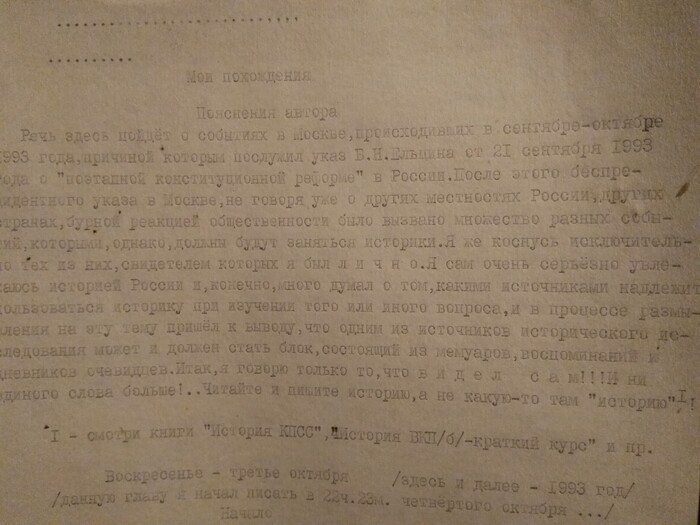 .............................
..........
Мои похождения
Пояснения автора
Речь здесь пойдёт о событиях в Москве,происходивших в сентябре-октябре
1993 года,причиной которым послужил указ Б.Н.Ельцина от 21 сентября 1993
года о "поэтапной конституционной реформе" в России.После этого беспре-
цидентного указа в Москве,не говоря уже о других местностях России,других
странах,бурной реакцией общественности было вызвано множество разных собы-
тий,которыми,однако,должны будут заняться историки.Я же коснусь исключитель-
но тех из них,свидетелем которых я был л и ч н о.Я сам очень серьёзно увле-
каюсь историей России и,конечно,много думал о том,какими источниками надлежит
пользоваться историку при изучении того или иного вопроса,и в процессе размы-
шления на эту тему пришёл к выводу,что одним из источников исторического ис-
следования может и должен стать блок,состоящий из мемуаров,воспоминаний и
дневников очевидцев.Итак,я говорю только то,что в и д е л  с а м!!!И ни
единого слова больше!..Читайте и пишите историю,а не какую-то там "историю"I!
I - смотри книги "История КПСС","История ВКП/б/-краткий курс" и пр.
Воскресенье - третье октября /здесь и далее - 1993 год/
/данную главу я начал писать в 22ч.23м. четвёртого октября .../
Начало